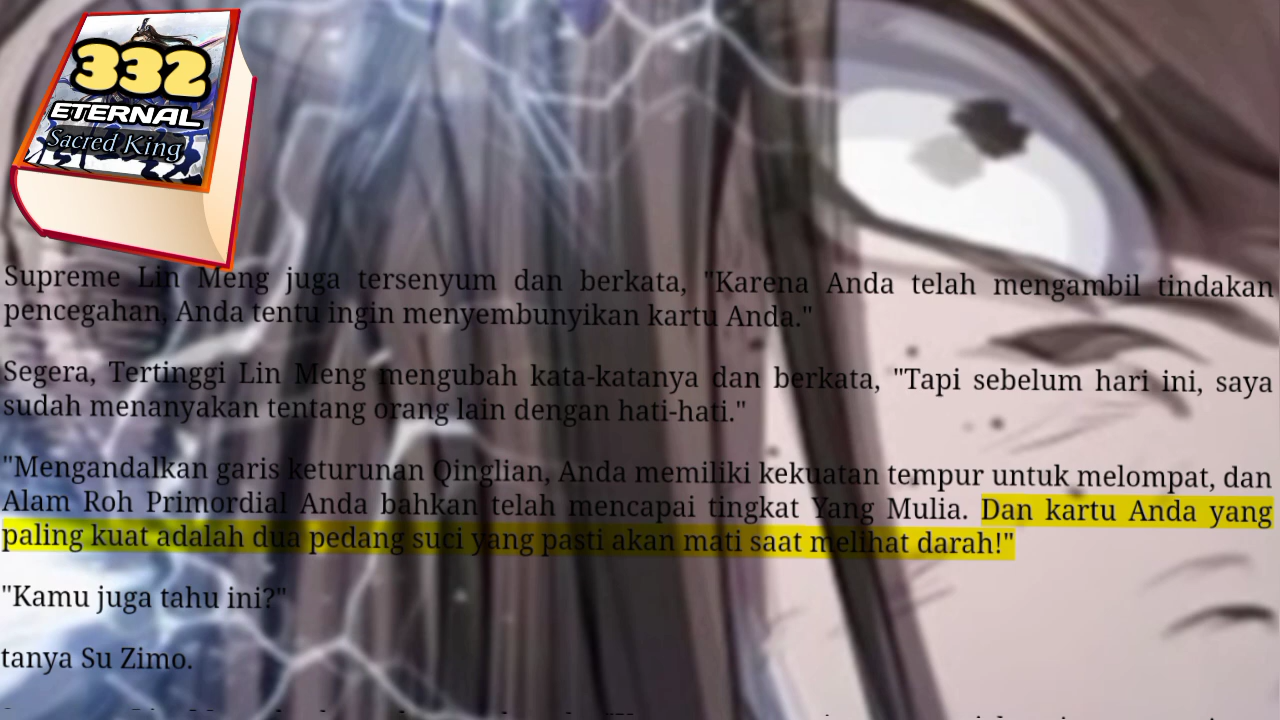 332
ETERNAL
Sacred King
Supreme Lin Meng juga tersenyum dan berkata, "Karena Anda telah mengambil tindakan
pencegahan, Anda tentu ingin menyembunyikan kartu Anda."
Segera, Tertinggi Lin Meng mengubah kata-katanya dan berkata, "Tapi sebelum hari ini, saya
sudah menanyakan tentang orang lain dengan hati-hati."
"Mengandalkan garis keturunan Qinglian, Anda memiliki kekuatan tempur untuk melompat, dan
Alam Roh Primordial Anda bahkan telah mencapai tingkat Yang Mulia. Dan kartu Anda yang
paling kuat adalah dua pedang suci yang pasti akan mati saat melihat darah!"
"Kamu juga tahu ini?"
tanya Su Zimo.